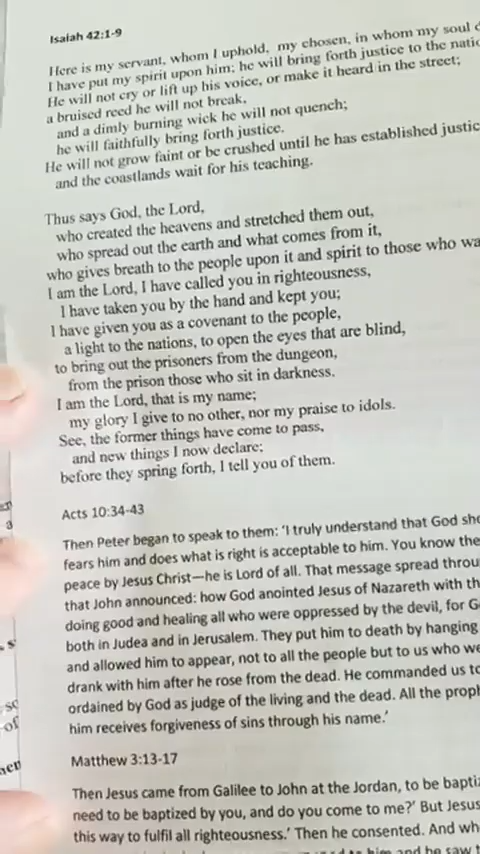 Isaiah 42:1-9
Here is my servant, whom I uphold, my chosen, in whom my soul
I have put my spirit upon him; he will bring forth justice to the
He will not cry or lift up his voice, or make it heard in the street;
a bruised reed he will not break,
and a dimly burning wick he will not quench;
he will faithfully bring forth justice.
He will not grow faint or be crushed until he has established
and the coastlands wait for his teaching.
Thus says God, the Lord,
who created the heavens and stretched them out,
who spread out the earth and what comes from it,
who gives breath to the people upon it and spirit to those who
I am the Lord, I have called you in righteousness,
I have taken you by the hand and kept you;
I have given you as a covenant to the people,
a light to the nations, to open the eyes that are blind,
to bring out the prisoners from the dungeon,
from the prison those who sit in darkness.
I am the Lord, that is my name;
my glory I give to no other, nor my praise to idols.
See, the former things have come to pass,
and new things I now declare;
before they spring forth, I tell you of them.
Acts 10:34-43
Then Peter began to speak to them: ‘I truly understand that God
fears him and does what is right is acceptable to him. You know the
peace by Jesus Christ—he is Lord of all. That message spread
that John announced: how God anointed Jesus of Nazareth with
doing good and healing all who were oppressed by the devil, for
both in Judea and in Jerusalem. They put him to death by hanging
and allowed him to appear, not to all the people but to us who
drank with him after he rose from the dead. He commanded us to
ordained by God as judge of the living and the dead. All the
him receives forgiveness of sins through his name.’
Matthew 3:13-17
Then Jesus came from Galilee to John at the Jordan, to be
need to be baptized by you, and do you come to me?’ But Jesus
this way to fulfil all righteousness.’ Then he consented. And
him and he saw